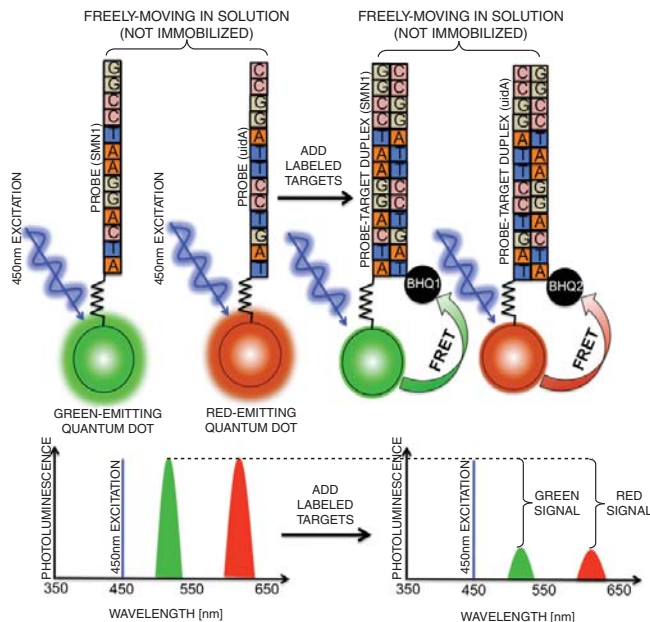 FREELY-MOVING IN SOLUTION
(NOT IMMOBILIZED)
FREELY-MOVING IN SOLUTION
(NOT IMMOBILIZED)
450nm EXCITATION
PROBE (SMN1)
G
G
C
C
T
A
A
G
G
A
C
T
A
450nm EXCITATION
PROBE (uidA)
C
C
G
G
A
T
T
C
C
T
G
A
T
ADD
LABELED
TARGETS
PROBE-TARGET DUPLEX (SMN1)
G C
G C
C G
C G
T A
A T
A T
G C
G C
A T
C G
T A
A T
PROBE-TARGET DUPLEX (uidA)
C G
C G
G C
G C
A T
T A
T A
C G
C G
T A
G C
A T
T A
BHQ1
BHQ2
FRET
FRET
GREEN-EMITTING
QUANTUM DOT
RED-EMITTING
QUANTUM DOT
PHOTOLUMINESCENCE
450nm EXCITATION
350
450
550
650
WAVELENGTH [nm]
ADD
LABELED
TARGETS
PHOTOLUMINESCENCE
450nm EXCITATION
GREEN
SIGNAL
RED
SIGNAL
350
450
550
650
WAVELENGTH [nm]